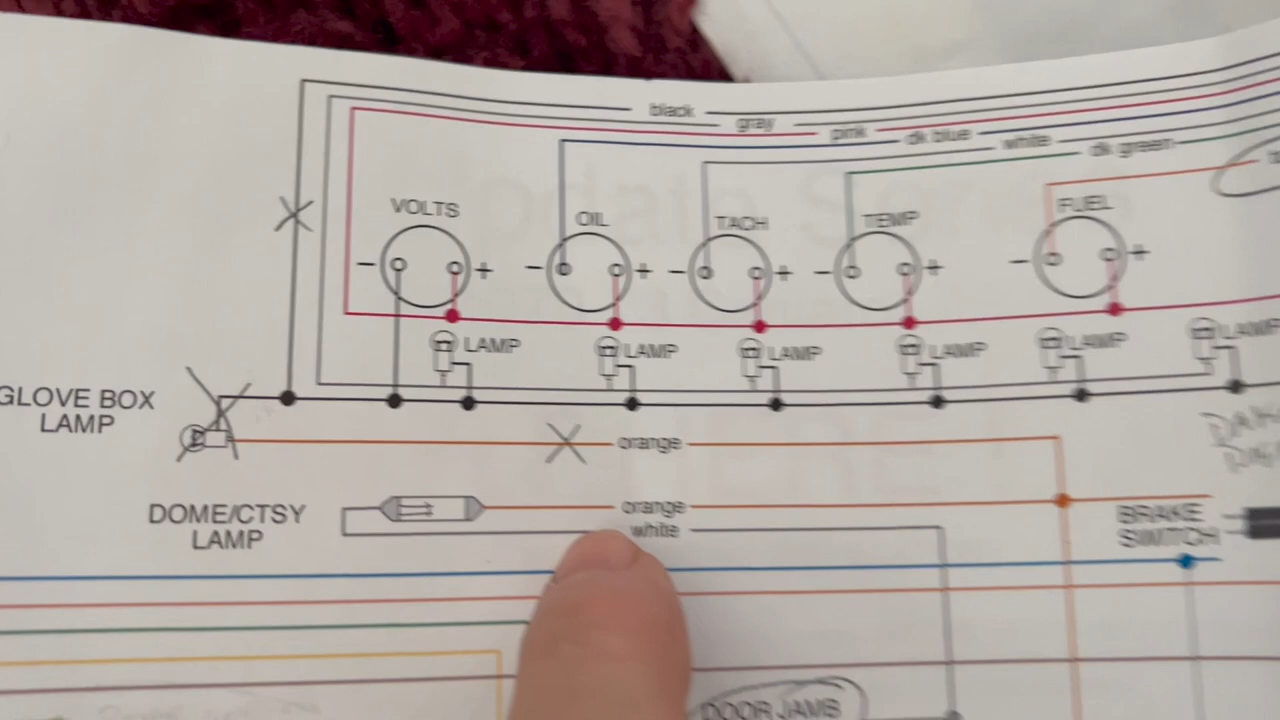 black
gray
pink
dk blue
white
dk green
VOLTS
OIL
TACH
TEMP
FUEL
- +
- +
- +
- +
- +
LAMP
LAMP
LAMP
LAMP
LAMP
LAMP
GLOVE BOX
LAMP
orange
DOME/CTSY
LAMP
orange
white
BRAKE
SWITCH
DOOR JAMB